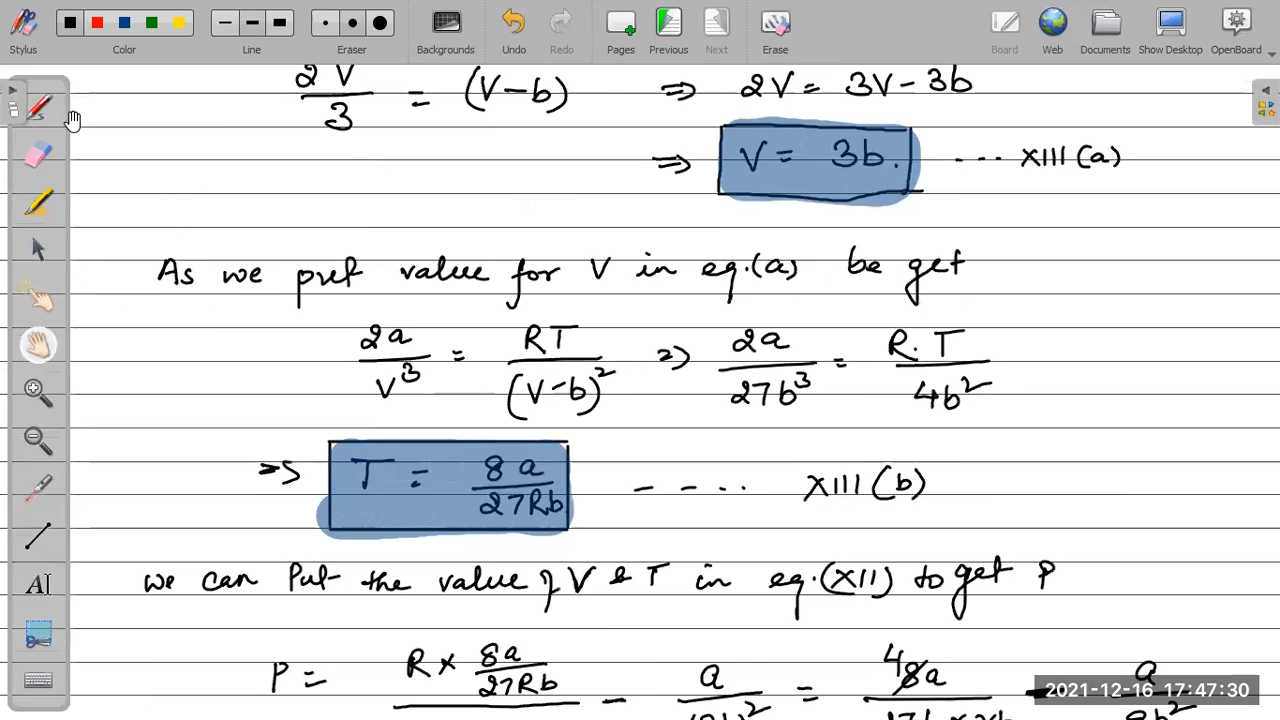 Stylus Color Line Eraser Backgrounds Undo Redo Pages Previous Next Erase Board Web Documents Show Desktop OpenBoard
2V/3 = (V-b) ⇒ 2V = 3V - 3b
⇒ V = 3b. --- XIII(a)
As we put value for V in eq.(a) be get
2a/V³ = RT/(V-b)² ⇒ 2a/27b³ = R.T/4b²
⇒ T = 8a/27Rb ---.. XIII(b)
we can Put the value of V & T in eq.(XII) to get P
P = R × 8a/27Rb - a = 4 8a - a
2021-12-16 17:47:30